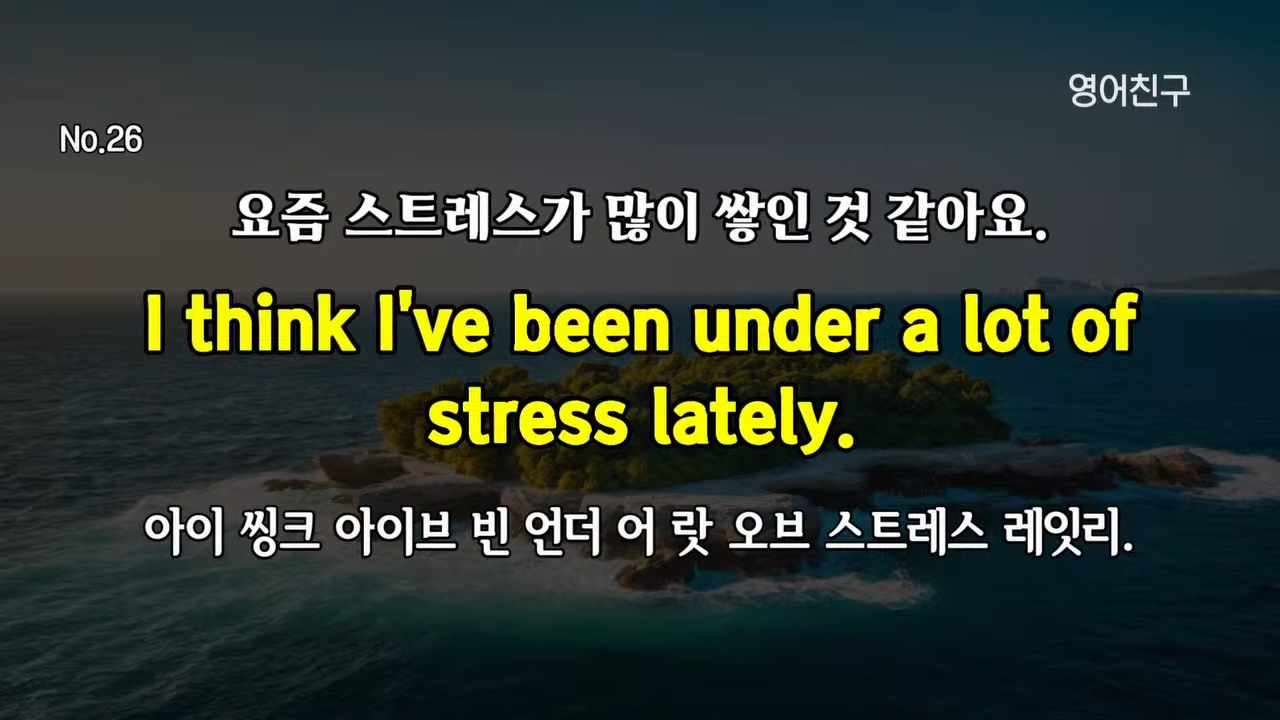 영어친구
No.26
요즘 스트레스가 많이 쌓인 것 같아요.
I think I've been under a lot of
stress lately.
아이 씽크 아이브 빈 언더 어 랏 오브 스트레스 레잇리.